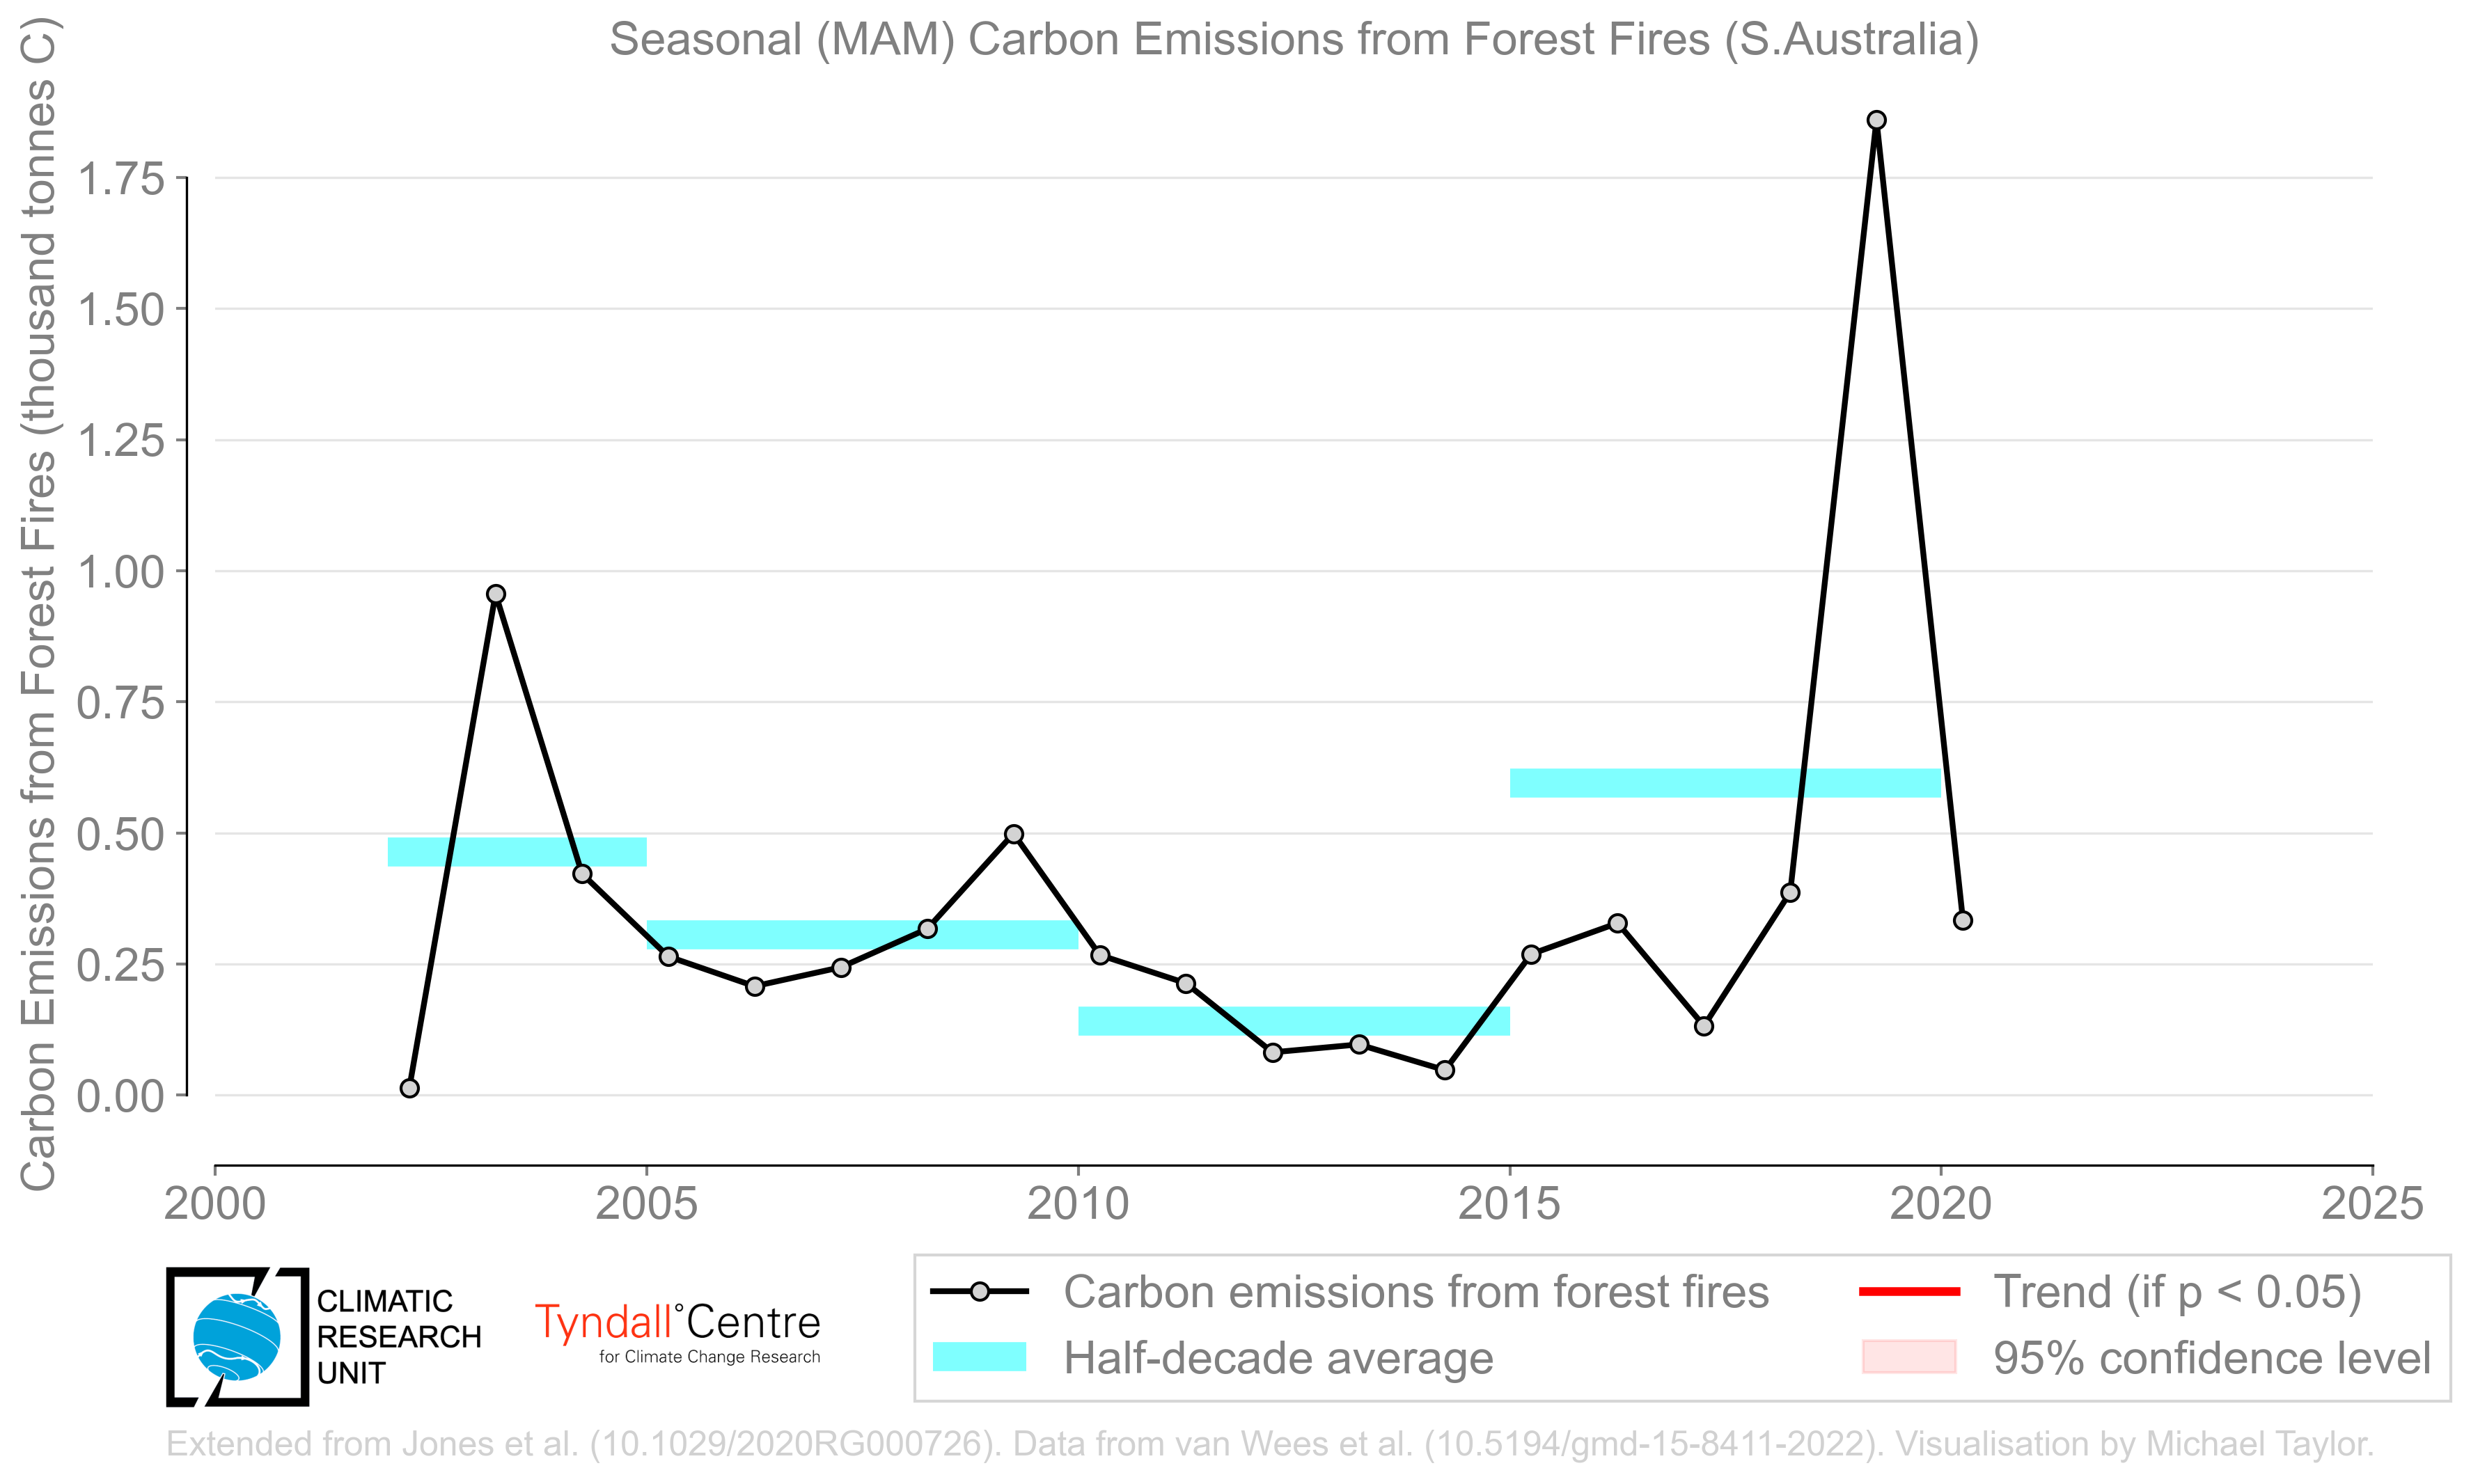 Seasonal (MAM) Carbon Emissions from Forest Fires (S.Australia)
Carbon Emissions from Forest Fires (thousand tonnes C)
1.75
1.50
1.25
1.00
0.75
0.50
0.25
0.00
2000 2005 2010 2015 2020 2025
CLIMATIC
RESEARCH
UNIT
Tyndall°Centre
for Climate Change Research
Carbon emissions from forest fires
Half-decade average
Trend (if p < 0.05)
95% confidence level
Extended from Jones et al. (10.1029/2020RG000726). Data from van Wees et al. (10.5194/gmd-15-8411-2022). Visualisation by Michael Taylor.